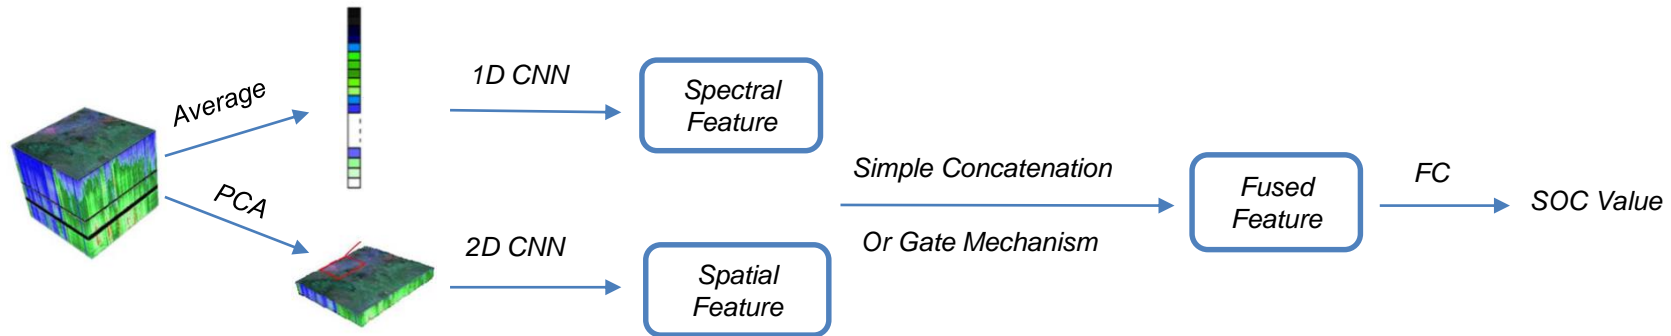 Average
1D CNN
Spectral
Feature
PCA
2D CNN
Spatial
Feature
Simple Concatenation
Or Gate Mechanism
Fused
Feature
FC
SOC Value